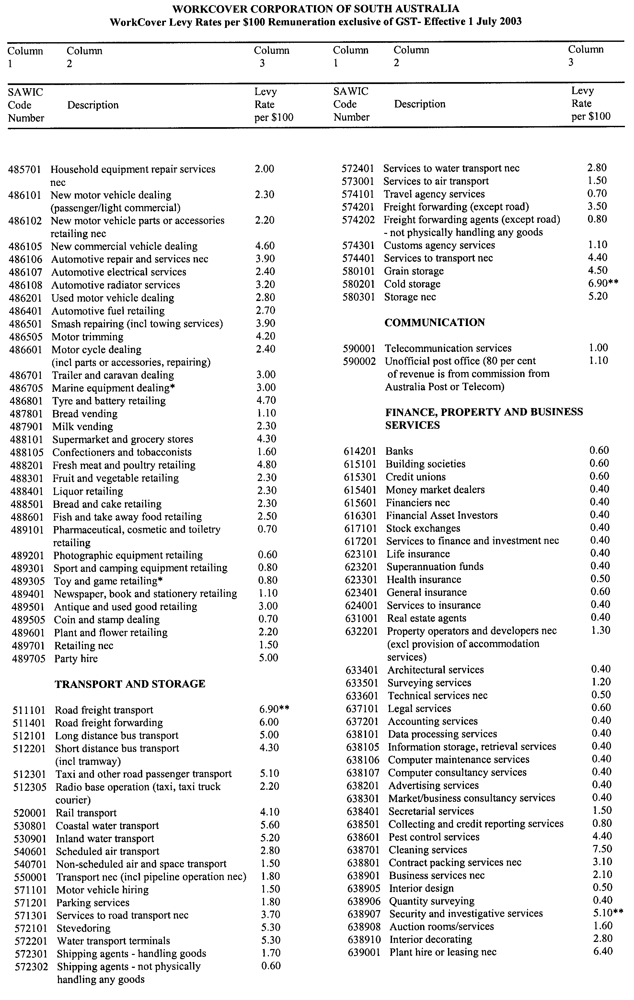 WORKCOVER CORPORATION OF SOUTH AUSTRALIA
WorkCover Levy Rates per $100 Remuneration exclusive of GST- Effective 1 July 2003
Column Column Column
1 2 3
SAWIC Levy
Code Description Rate
Number per $100
485701 Household equipment repair services 2.00
nec
486101 New motor vehicle dealing 2.30
(passenger/light commercial)
486102 New motor vehicle parts or accessories 2.20
retailing nec
486105 New commercial vehicle dealing 4.60
486106 Automotive repair and services nec 3.90
486107 Automotive electrical services 2.40
486108 Automotive radiator services 3.20
486201 Used motor vehicle dealing 2.80
486401 Automotive fuel retailing 2.70
486501 Smash repairing (incl towing services) 3.90
486505 Motor trimming 4.20
486601 Motor cycle dealing 2.40
(incl parts or accessories, repairing)
486701 Trailer and caravan dealing 3.00
486705 Marine equipment dealing* 3.00
486801 Tyre and battery retailing 4.70
487801 Bread vending 1.10
487901 Milk vending 2.30
488101 Supermarket and grocery stores 4.30
488105 Confectioners and tobacconists 1.60
488201 Fresh meat and poultry retailing 4.80
488301 Fruit and vegetable retailing 2.30
488401 Liquor retailing 2.30
488501 Bread and cake retailing 2.30
488601 Fish and take away food retailing 2.50
489101 Pharmaceutical, cosmetic and toiletry 0.70
retailing
489201 Photographic equipment retailing 0.60
489301 Sport and camping equipment retailing 0.80
489305 Toy and game retailing* 0.80
489401 Newspaper, book and stationery retailing 1.10
489501 Antique and used good retailing 3.00
489505 Coin and stamp dealing 0.70
489601 Plant and flower retailing 2.20
489701 Retailing nec 1.50
489705 Party hire 5.00
TRANSPORT AND STORAGE
511101 Road freight transport 6.90**
511401 Road freight forwarding 6.00
512101 Long distance bus transport 5.00
512201 Short distance bus transport 4.30
(incl tramway)
512301 Taxi and other road passenger transport 5.10
512305 Radio base operation (taxi, taxi truck 2.20
courier)
520001 Rail transport 4.10
530801 Coastal water transport 5.60
530901 Inland water transport 5.20
540601 Scheduled air transport 2.80
540701 Non-scheduled air and space transport 1.50
550001 Transport nec (incl pipeline operation nec) 1.80
571101 Motor vehicle hiring 1.50
571201 Parking services 1.80
571301 Services to road transport nec 3.70
572101 Stevedoring 5.30
572201 Water transport terminals 5.30
572301 Shipping agents - handling goods 1.70
572302 Shipping agents - not physically 0.60
handling any goods
Column Column Column
1 2 3
SAWIC Levy
Code Description Rate
Number per $100
572401 Services to water transport nec 2.80
573001 Services to air transport 1.50
574101 Travel agency services 0.70
574201 Freight forwarding (except road) 3.50
574202 Freight forwarding agents (except road) 0.80
- not physically handling any goods
574301 Customs agency services 1.10
574401 Services to transport nec 4.40
580101 Grain storage 4.50
580201 Cold storage 6.90**
580301 Storage nec 5.20
COMMUNICATION
590001 Telecommunication services 1.00
590002 Unofficial post office (80 per cent 1.10
of revenue is from commission from
Australia Post or Telecom)
FINANCE, PROPERTY AND BUSINESS
SERVICES
614201 Banks 0.60
615101 Building societies 0.60
615301 Credit unions 0.60
615401 Money market dealers 0.40
615601 Financiers nec 0.40
616301 Financial Asset Investors 0.40
617101 Stock exchanges 0.40
617201 Services to finance and investment nec 0.40
623101 Life insurance 0.40
623201 Superannuation funds 0.40
623301 Health insurance 0.50
623401 General insurance 0.60
624001 Services to insurance 0.40
631001 Real estate agents 0.40
632201 Property operators and developers nec 1.30
(excl provision of accommodation
services)
633401 Architectural services 0.40
633501 Surveying services 1.20
633601 Technical services nec 0.50
637101 Legal services 0.60
637201 Accounting services 0.40
638101 Data processing services 0.40
638105 Information storage, retrieval services 0.40
638106 Computer maintenance services 0.40
638107 Computer consultancy services 0.40
638201 Advertising services 0.40
638301 Market/business consultancy services 0.40
638401 Secretarial services 1.50
638501 Collecting and credit reporting services 0.80
638601 Pest control services 4.40
638701 Cleaning services 7.50
638801 Contract packing services nec 3.10
638901 Business services nec 2.10
638905 Interior design 0.50
638906 Quantity surveying 0.40
638907 Security and investigative services 5.10**
638908 Auction rooms/services 1.60
638910 Interior decorating 2.80
639001 Plant hire or leasing nec 6.40